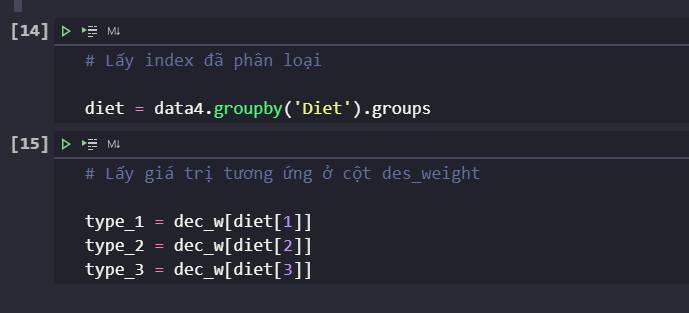 [14]
M↓
# Lấy index đã phân loại
diet = data4.groupby('Diet').groups
[15]
M↓
# Lấy giá trị tương ứng ở cột des_weight
type_1 = dec_w[diet[1]]
type_2 = dec_w[diet[2]]
type_3 = dec_w[diet[3]]